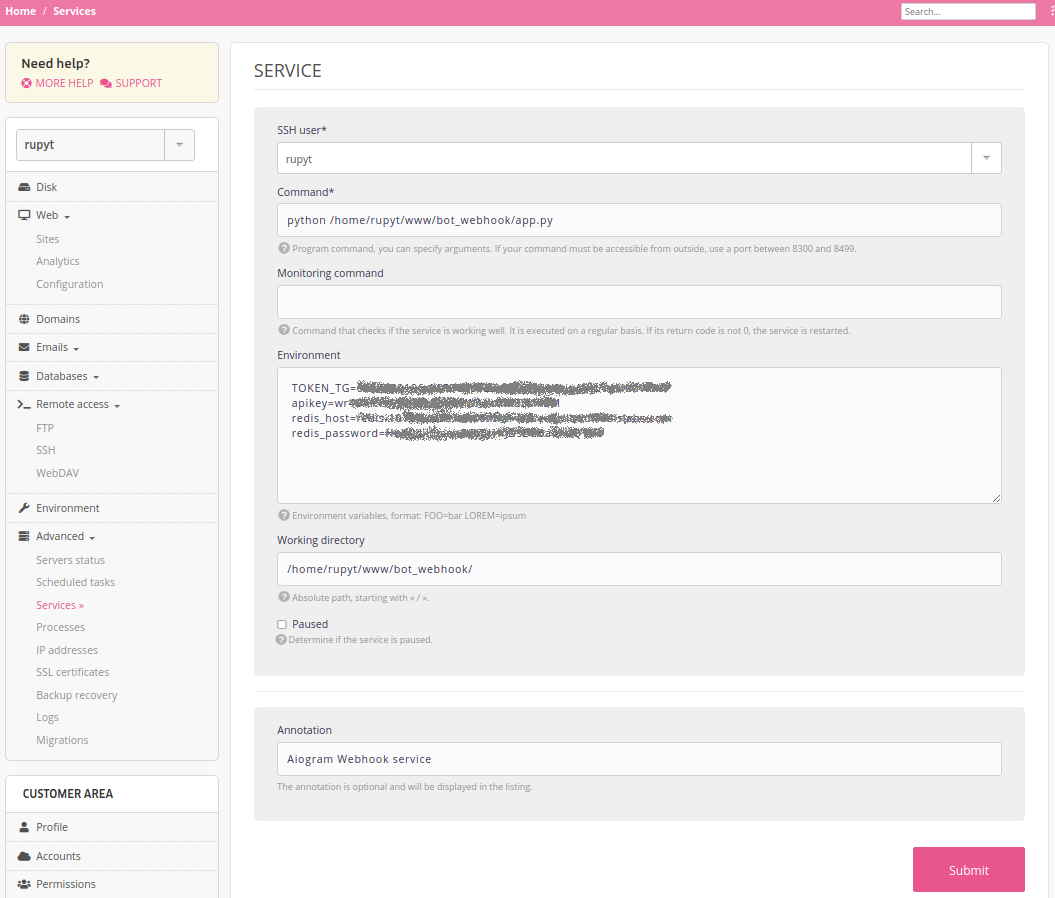 Home / Services
Search...
Need help?
MORE HELP SUPPORT
rupyt
Disk
Web
Sites
Analytics
Configuration
Domains
Emails
Databases
Remote access
FTP
SSH
WebDAV
Environment
Advanced
Servers status
Scheduled tasks
Services »
Processes
IP addresses
SSL certificates
Backup recovery
Logs
Migrations
CUSTOMER AREA
Profile
Accounts
Permissions
SERVICE
SSH user*
rupyt
Command*
python /home/rupyt/www/bot_webhook/app.py
Program command, you can specify arguments. If your command must be accessible from outside, use a port between 8300 and 8499.
Monitoring command
Command that checks if the service is working well. It is executed on a regular basis. If its return code is not 0, the service is restarted.
Environment
TOKEN_TG=
apikey=
redis_host=
redis_password=
Environment variables, format: FOO=bar LOREM=ipsum
Working directory
/home/rupyt/www/bot_webhook/
Absolute path, starting with « / ».
Paused
Determine if the service is paused.
Annotation
Aiogram Webhook service
The annotation is optional and will be displayed in the listing.
Submit